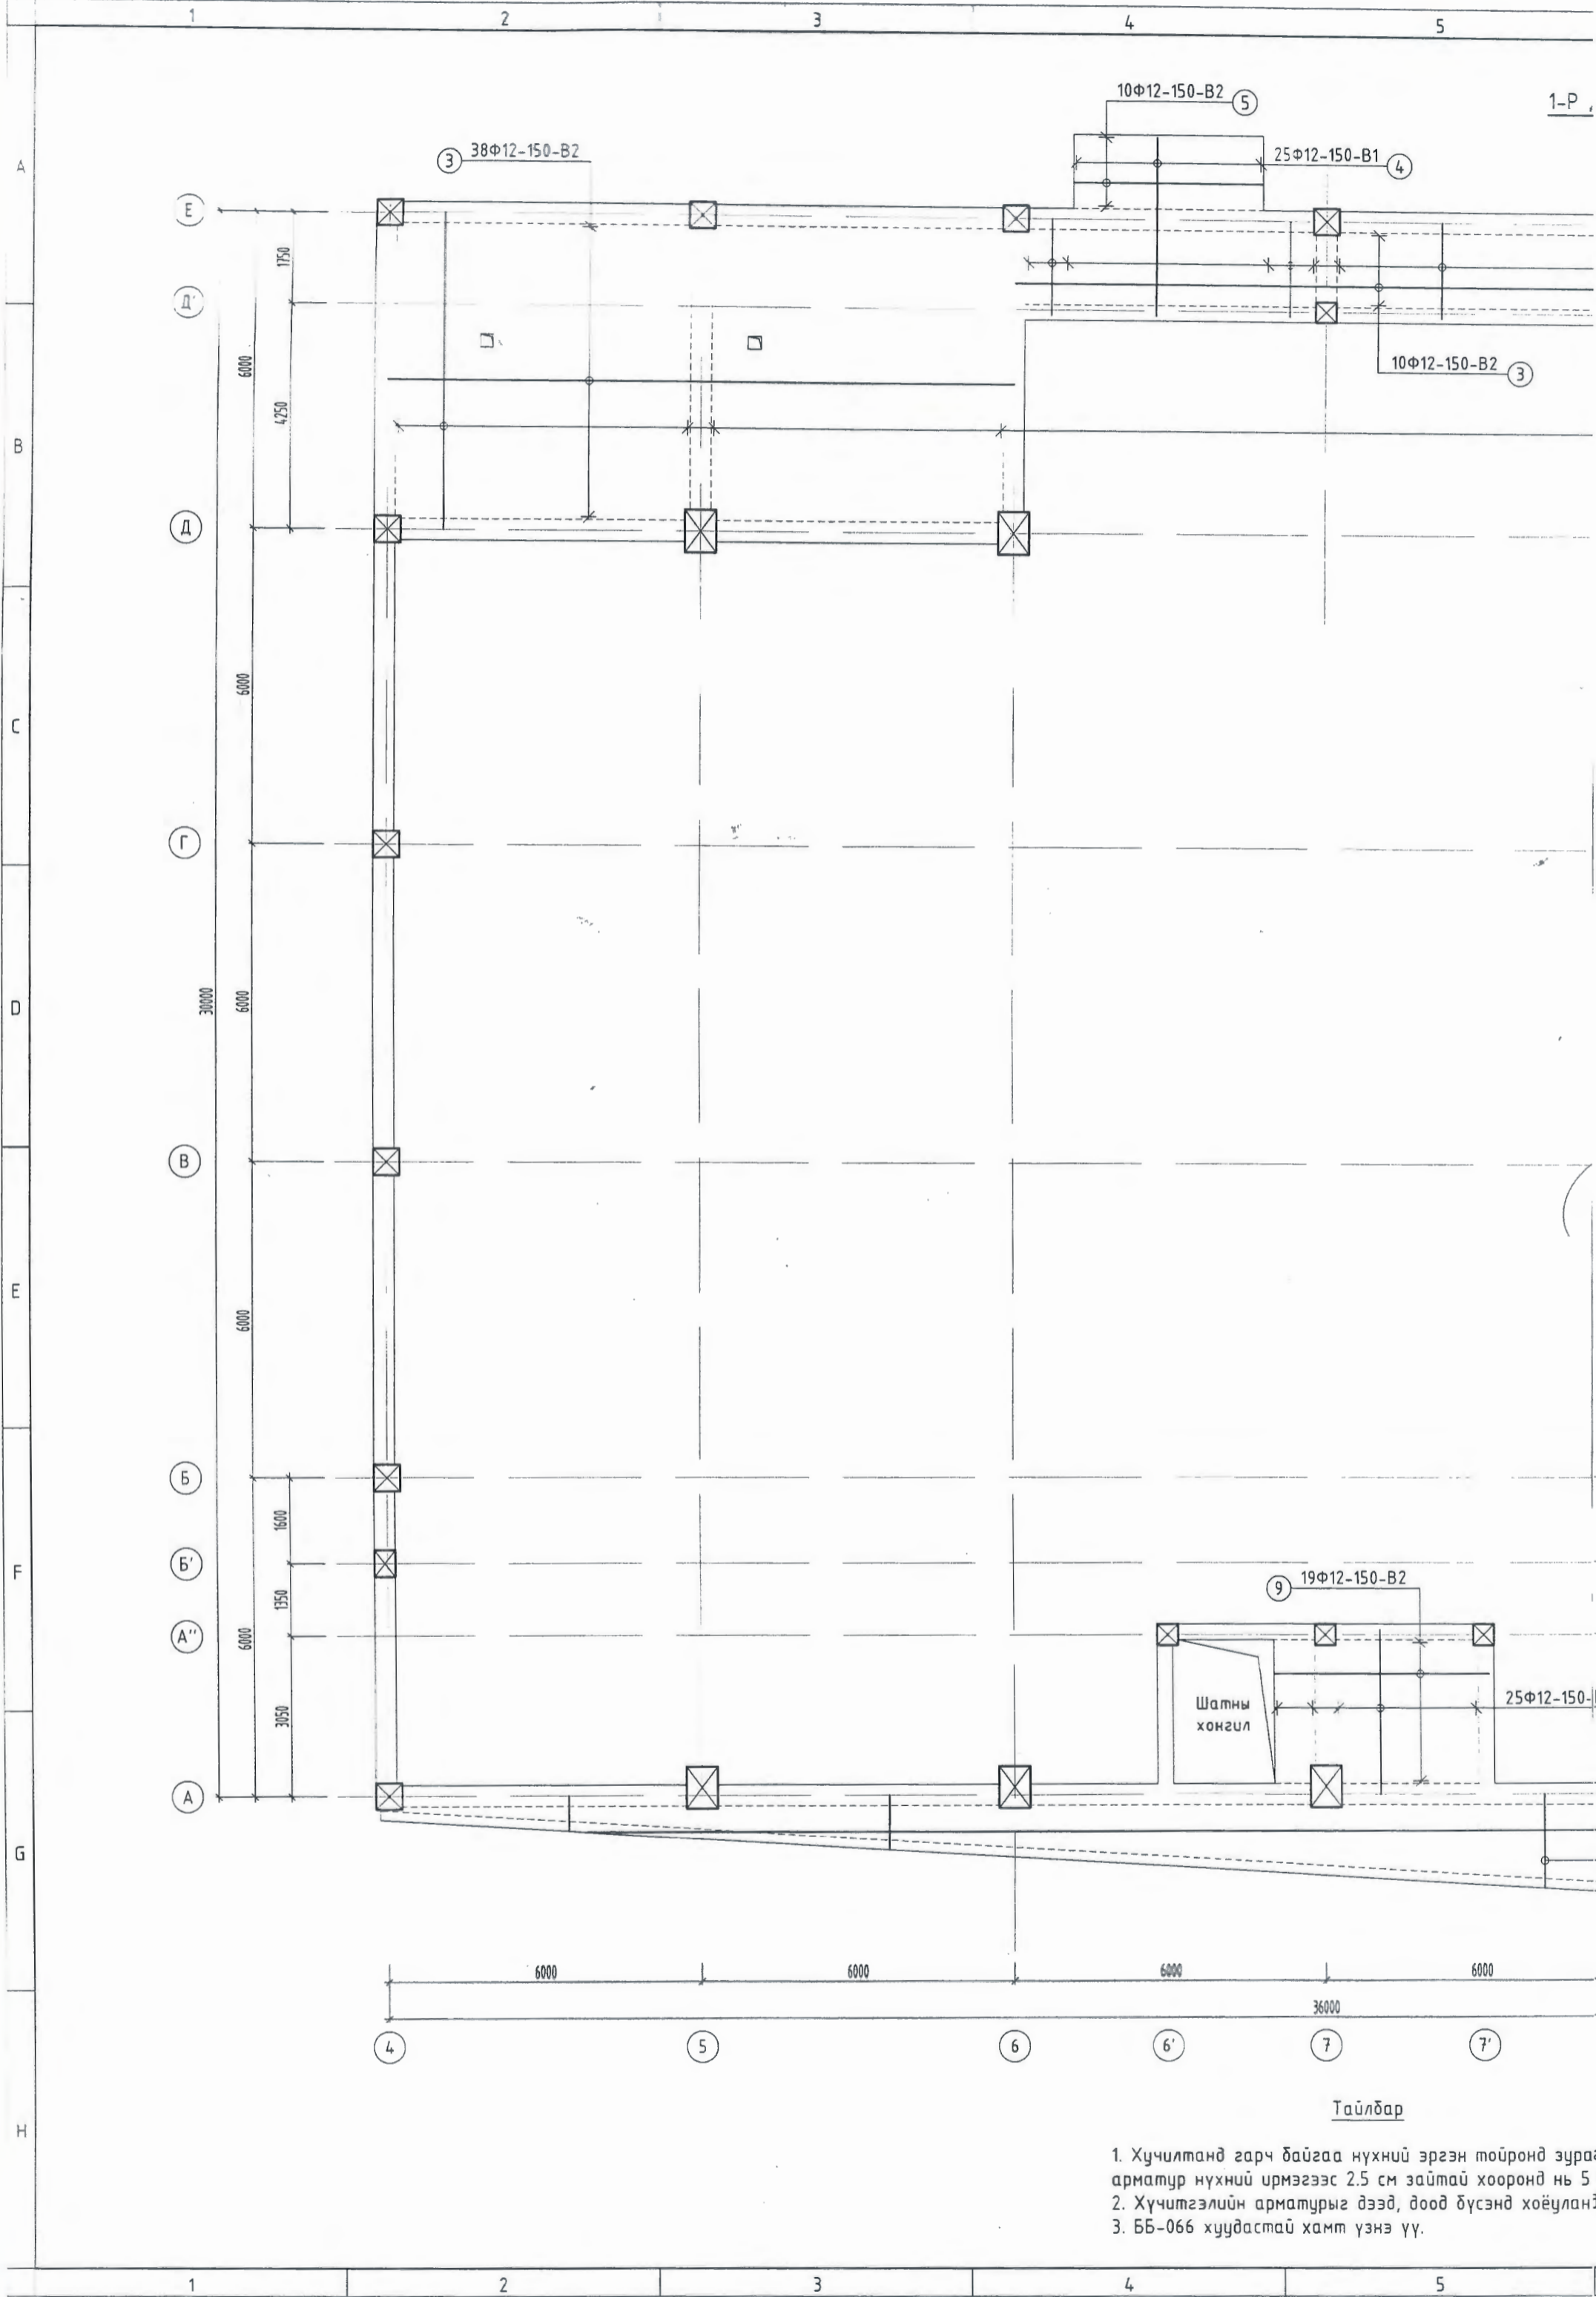 1 2 3 4 5
10Ф12-150-В2 5
1-Р
3 38Ф12-150-В2
25Ф12-150-В1 4
A
Е
1750
Д'
6000
4250
10Ф12-150-В2 3
B
Д
6000
C
Г
D
30000
6000
В
E
6000
Б
1600
Б'
F
9 19Ф12-150-В2
1350
А''
6000
3050
Шатны
хонгил
25Ф12-150-
А
G
6000 6000 6000 6000
36000
4 5 6 6' 7 7'
Тайлбар
H
1. Хучилтанд гарч байгаа нүхний эргэн тойронд зураг
арматур нүхний ирмэгээс 2.5 см зайтай хооронд нь 5
2. Хүчитгэлийн арматурыг дээд, доод бүсэнд хоёуланд
3. ББ-066 хуудастай хамт үзнэ үү.
1 2 3 4 5